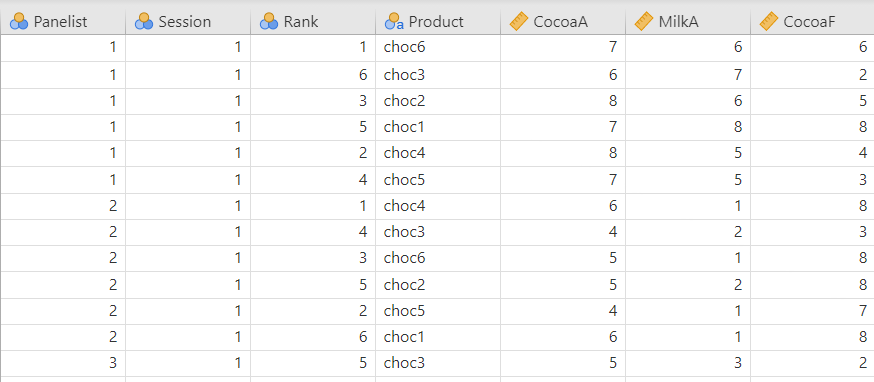 Panelist Session Rank Product CocoaA MilkA CocoaF
1 1 1 choc6 7 6 6
1 1 6 choc3 6 7 2
1 1 3 choc2 8 6 5
1 1 5 choc1 7 8 8
1 1 2 choc4 8 5 4
1 1 4 choc5 7 5 3
2 1 1 choc4 6 1 8
2 1 4 choc3 4 2 3
2 1 3 choc6 5 1 8
2 1 5 choc2 5 2 8
2 1 2 choc5 4 1 7
2 1 6 choc1 6 1 8
3 1 5 choc3 5 3 2